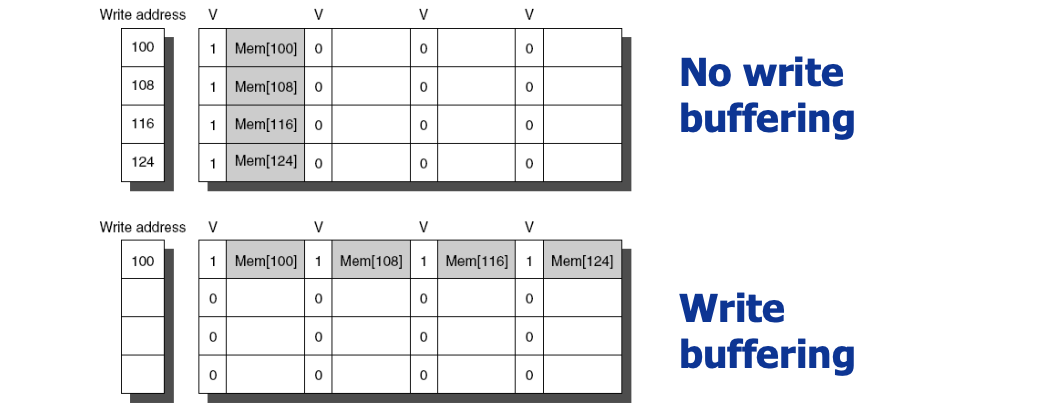 Write address V V V V
100 1 Mem[100] 0 0 0
108 1 Mem[108] 0 0 0
116 1 Mem[116] 0 0 0
124 1 Mem[124] 0 0 0
No write
buffering
Write address V V V V
100 1 Mem[100] 1 Mem[108] 1 Mem[116] 1 Mem[124]
0 0 0 0
0 0 0 0
0 0 0 0
Write
buffering